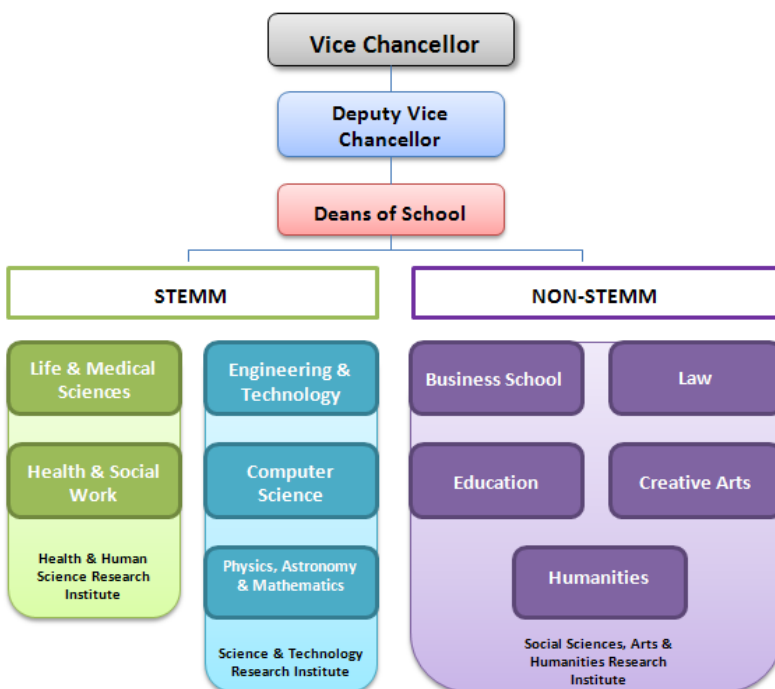 Vice Chancellor
Deputy Vice
Chancellor
Deans of School
STEMM
NON-STEMM
Life & Medical
Sciences
Health & Social
Work
Health & Human
Science Research
Institute
Engineering &
Technology
Computer
Science
Physics, Astronomy
& Mathematics
Science & Technology
Research Institute
Business School
Law
Education
Creative Arts
Humanities
Social Sciences, Arts &
Humanities Research
Institute